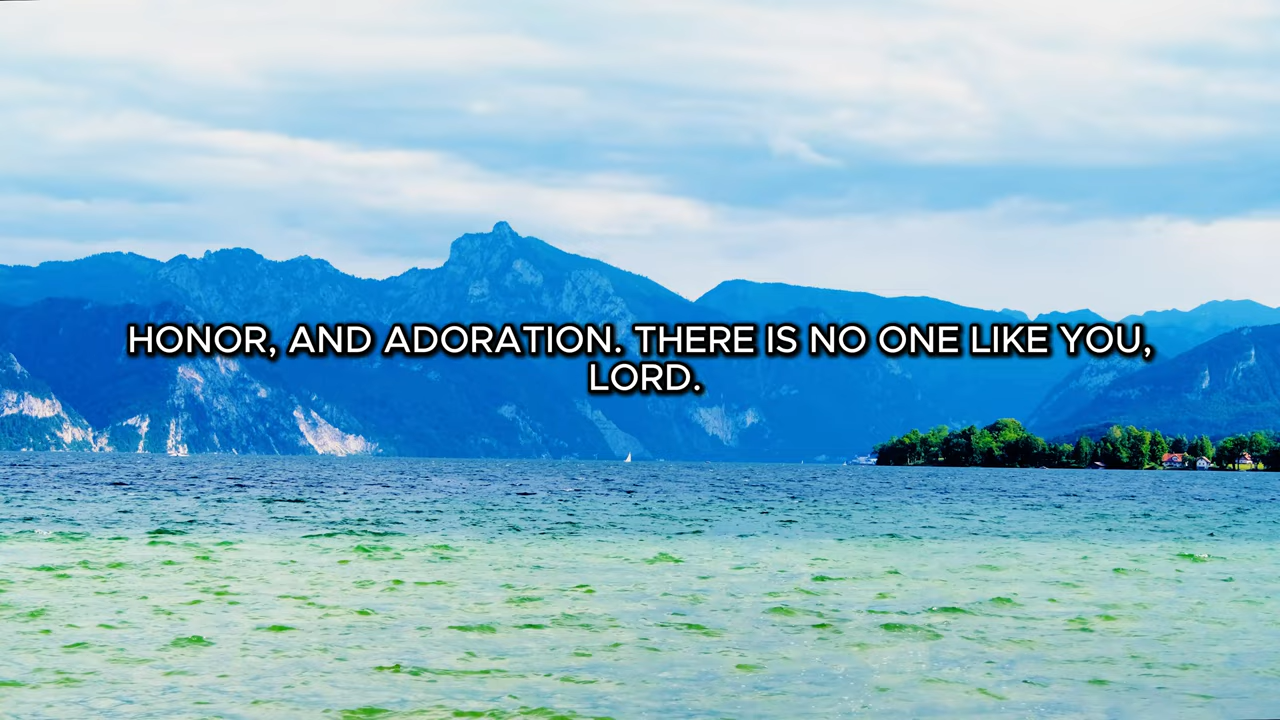 HONOR, AND ADORATION. THERE IS NO ONE LIKE YOU,
LORD.